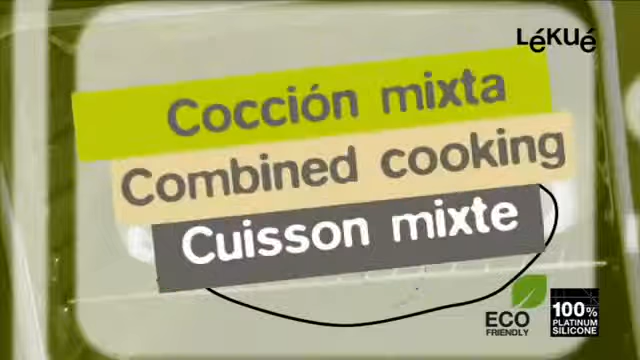 LéKUé
Cocción mixta
Combined cooking
Cuisson mixte
ECO
FRIENDLY
100%
PLATINUM
SILICONE